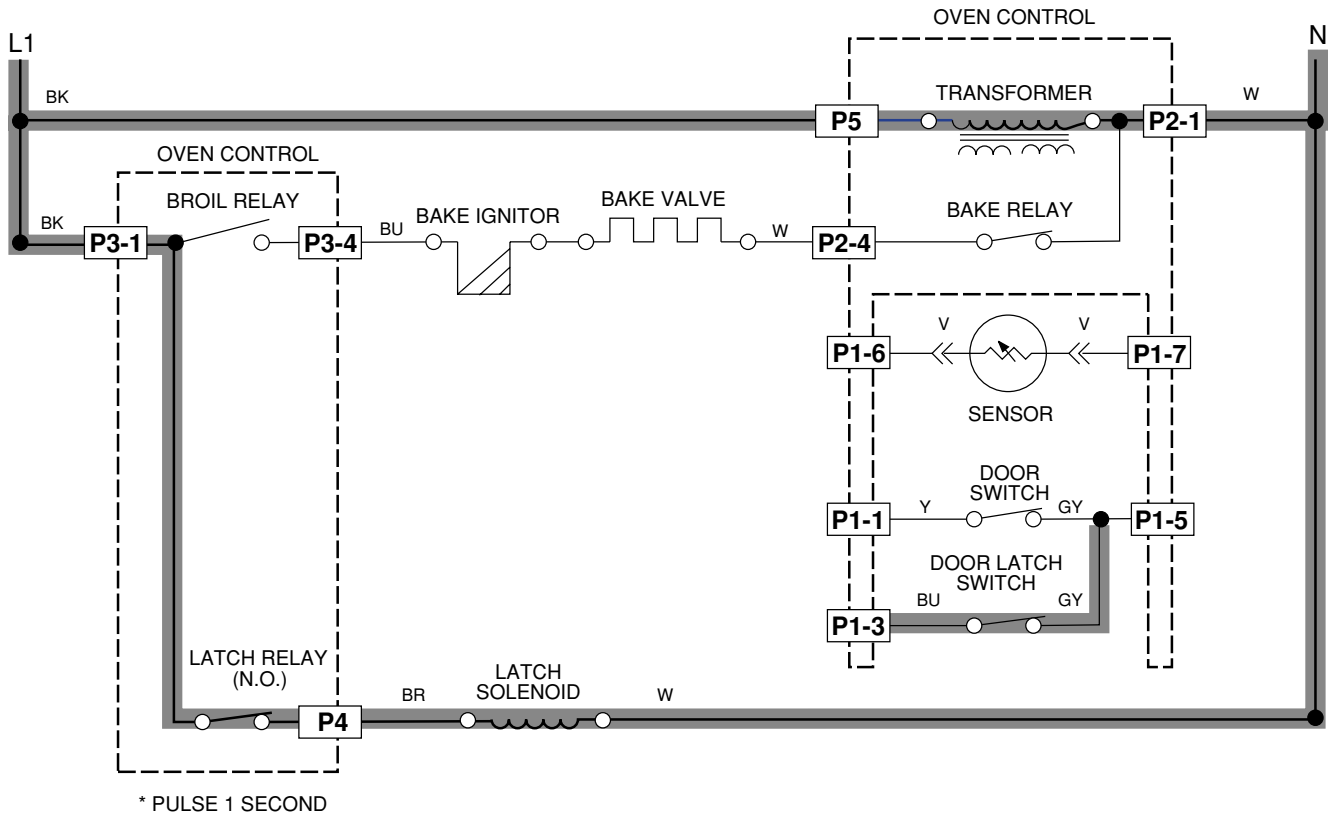 OVEN CONTROL
L1
N
BK
TRANSFORMER
W
P5
P2-1
OVEN CONTROL
BROIL RELAY
BAKE IGNITOR
BAKE VALVE
BAKE RELAY
BK
BU
W
P3-1
P3-4
P2-4
V
V
P1-6
P1-7
SENSOR
DOOR
SWITCH
Y
GY
P1-1
P1-5
DOOR LATCH
SWITCH
BU
GY
P1-3
LATCH RELAY
(N.O.)
LATCH
SOLENOID
BR
W
P4
* PULSE 1 SECOND